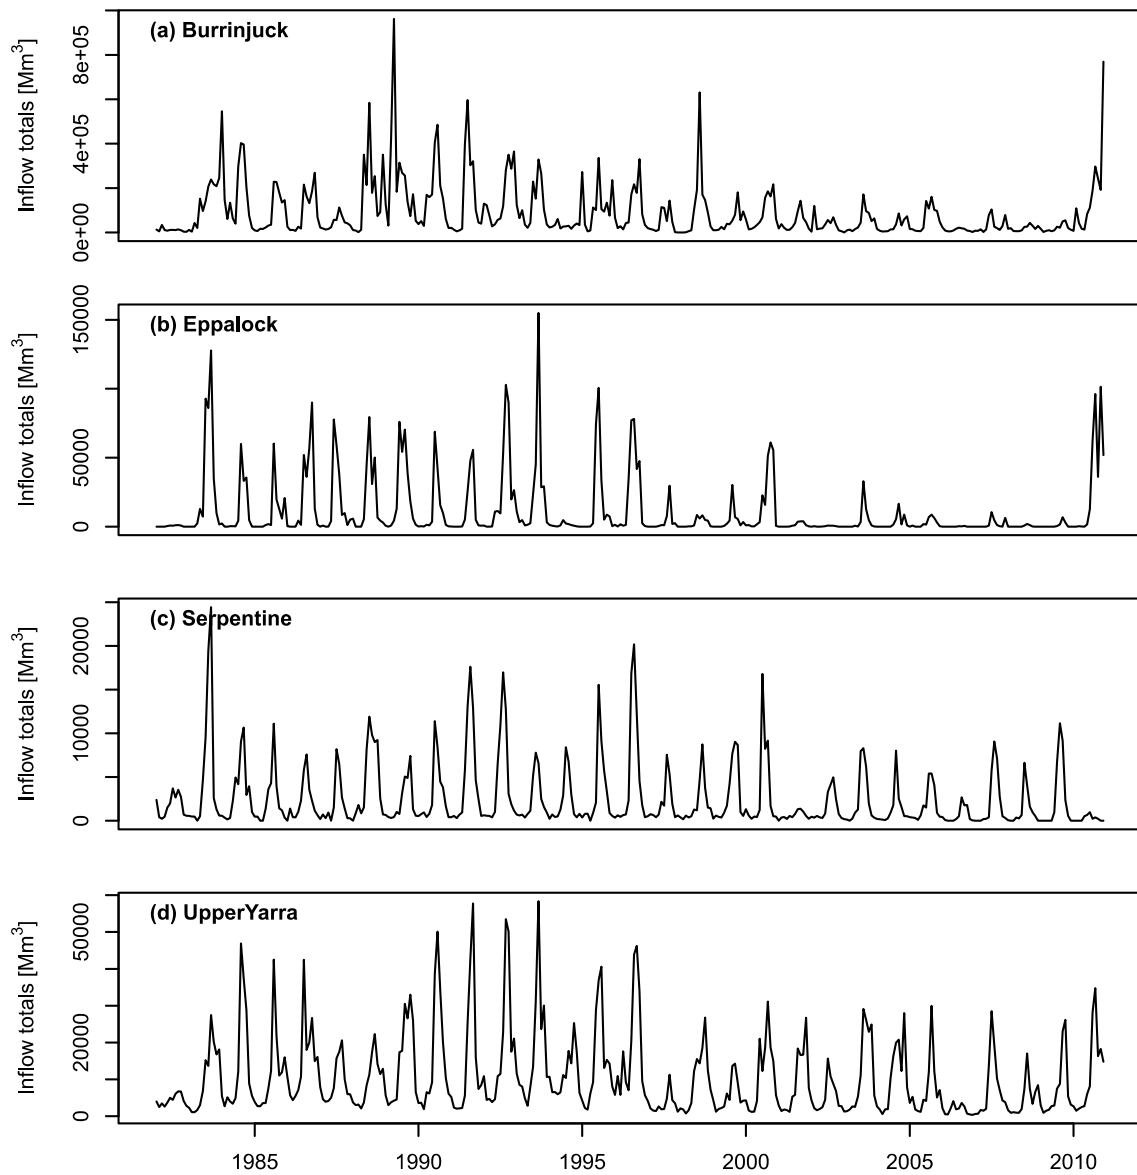 (a) Burrinjuck
Inflow totals [Mm³]
0e+00
4e+05
8e+05
(b) Eppalock
Inflow totals [Mm³]
0
50000
150000
(c) Serpentine
Inflow totals [Mm³]
0
10000
20000
(d) UpperYarra
Inflow totals [Mm³]
0
20000
50000
1985 1990 1995 2000 2005 2010